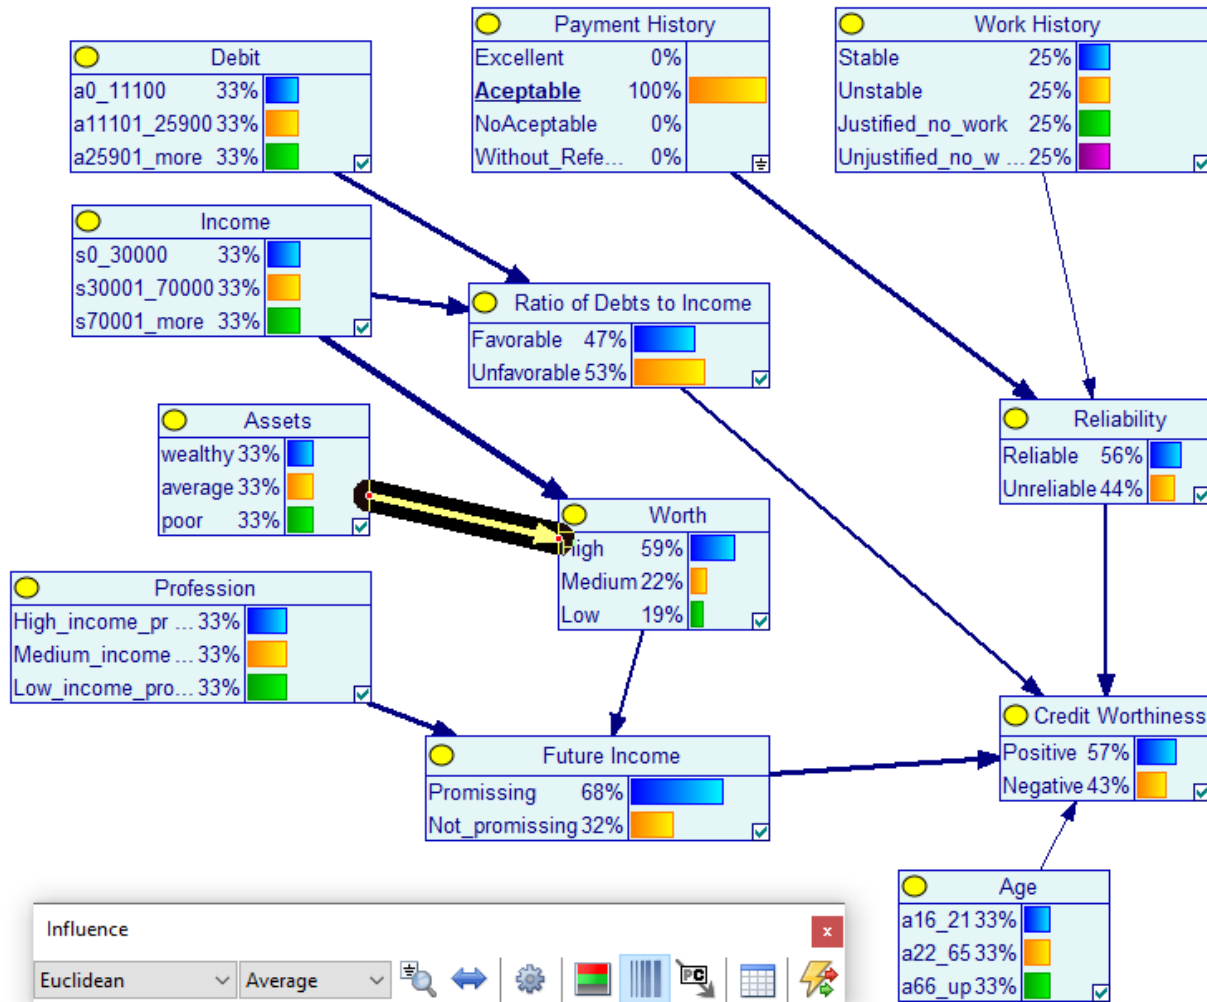 Debit
a0_11100 33%
a11101_25900 33%
a25901_more 33%
Payment History
Excellent 0%
Aceptable 100%
NoAceptable 0%
Without_Refe... 0%
Work History
Stable 25%
Unstable 25%
Justified_no_work 25%
Unjustified_no_w ... 25%
Income
s0_30000 33%
s30001_70000 33%
s70001_more 33%
Ratio of Debts to Income
Favorable 47%
Unfavorable 53%
Assets
wealthy 33%
average 33%
poor 33%
Reliability
Reliable 56%
Unreliable 44%
Worth
High 59%
Medium 22%
Low 19%
Profession
High_income_pr ... 33%
Medium_income ... 33%
Low_income_pro... 33%
Future Income
Promissing 68%
Not_promissing 32%
Credit Worthiness
Positive 57%
Negative 43%
Age
a16_21 33%
a22_65 33%
a66_up 33%
Influence
x
Euclidean Average PC